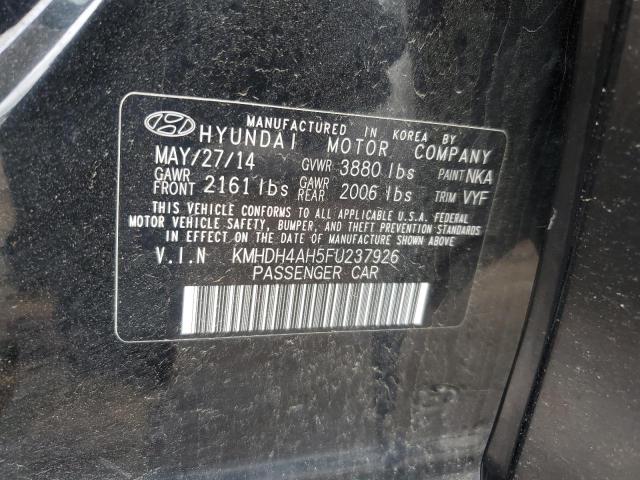 MANUFACTURED IN KOREA BY
HYUNDAI MOTOR COMPANY
MAY/27/14 GVWR 3880 lbs PAINT NKA
GAWR FRONT 2161 lbs GAWR REAR 2006 lbs TRIM VYF
THIS VEHICLE CONFORMS TO ALL APPLICABLE U.S. FEDERAL
MOTOR VEHICLE SAFETY, BUMPER, AND THEFT PREVENTION
STANDARDS IN EFFECT ON THE DATE OF MANUFACTURE SHOWN ABOVE.
V.I.N KMHDH4AH5FU237926
PASSENGER CAR